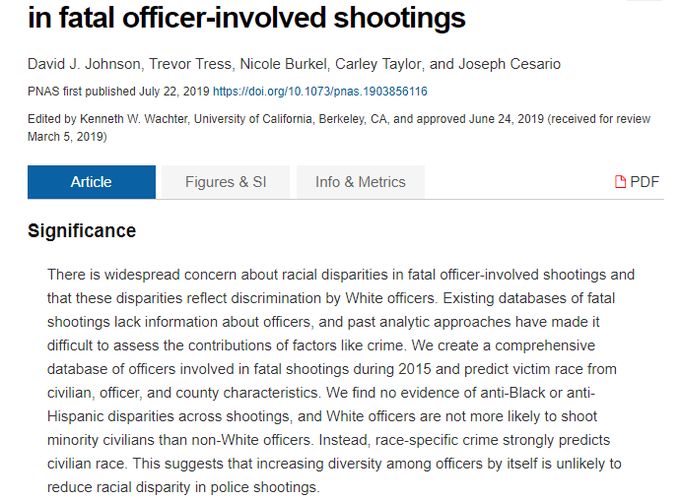 in fatal officer-involved shootings
David J. Johnson, Trevor Tress, Nicole Burkel, Carley Taylor, and Joseph Cesario
PNAS first published July 22, 2019 https://doi.org/10.1073/pnas.1903856116
Edited by Kenneth W. Wachter, University of California, Berkeley, CA, and approved June 24, 2019 (received for review
March 5, 2019)
Article Figures & SI Info & Metrics PDF
Significance
There is widespread concern about racial disparities in fatal officer-involved shootings and
that these disparities reflect discrimination by White officers. Existing databases of fatal
shootings lack information about officers, and past analytic approaches have made it
difficult to assess the contributions of factors like crime. We create a comprehensive
database of officers involved in fatal shootings during 2015 and predict victim race from
civilian, officer, and county characteristics. We find no evidence of anti-Black or anti-
Hispanic disparities across shootings, and White officers are not more likely to shoot
minority civilians than non-White officers. Instead, race-specific crime strongly predicts
civilian race. This suggests that increasing diversity among officers by itself is unlikely to
reduce racial disparity in police shootings.